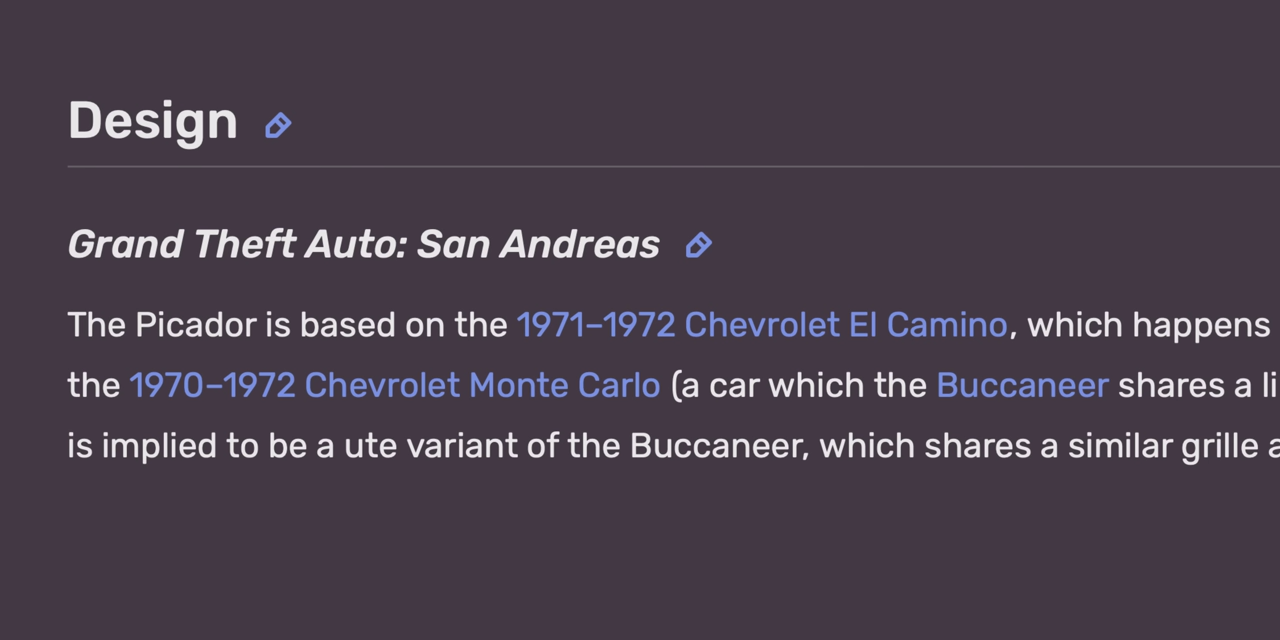 Design
Grand Theft Auto: San Andreas
The Picador is based on the 1971–1972 Chevrolet El Camino, which happens
the 1970–1972 Chevrolet Monte Carlo (a car which the Buccaneer shares a
is implied to be a ute variant of the Buccaneer, which shares a similar grille